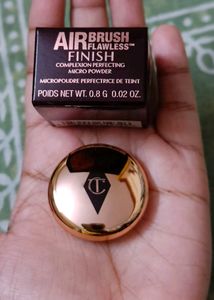 AIRBRUSH
FLAWLESS™
FINISH
COMPLEXION PERFECTING
MICRO POWDER
MICROPOUDRE PERFECTRICE DE TEINT
POIDS NET WT. 0.8 G 0.02 OZ.
CT